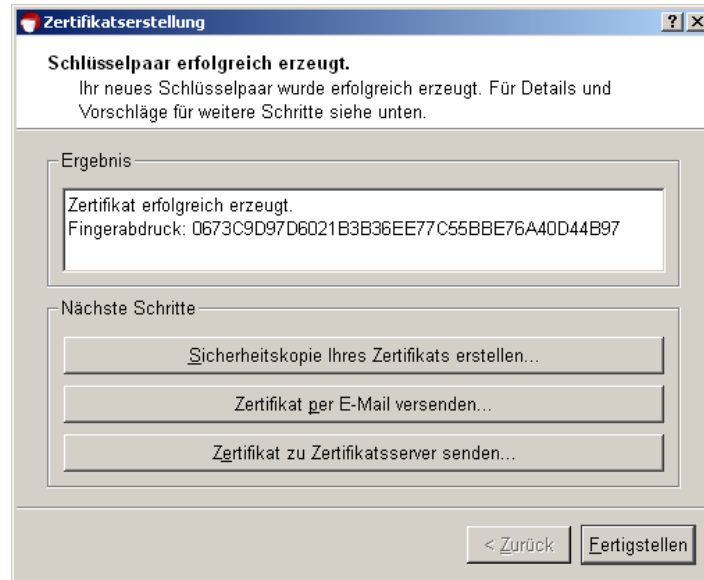 Zertifikatserstellung
Schlüsselpaar erfolgreich erzeugt.
Ihr neues Schlüsselpaar wurde erfolgreich erzeugt. Für Details und
Vorschläge für weitere Schritte siehe unten.
Ergebnis
Zertifikat erfolgreich erzeugt.
Fingerabdruck: 0673C9D97D6021B3B36EE77C55BBE76A40D44B97
Nächste Schritte
Sicherheitskopie Ihres Zertifikats erstellen...
Zertifikat per E-Mail versenden...
Zertifikat zu Zertifikatsserver senden...
< Zurück
Fertigstellen